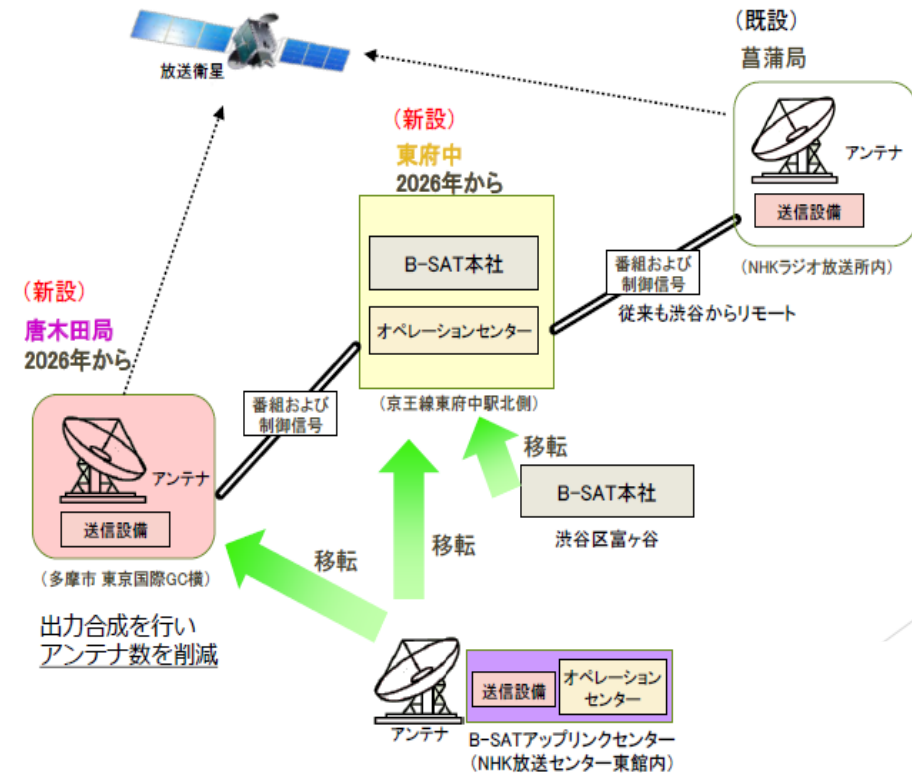 放送衛星
(既設)
菖蒲局
アンテナ
送信設備
(NHKラジオ放送所内)
(新設)
東府中
2026年から
B-SAT本社
オペレーションセンター
(京王線東府中駅北側)
番組および
制御信号
従来も渋谷からリモート
(新設)
唐木田局
2026年から
アンテナ
送信設備
(多摩市 東京国際GC横)
番組および
制御信号
出力合成を行い
アンテナ数を削減
移転
移転
移転
B-SAT本社
渋谷区富ヶ谷
アンテナ
送信設備
オペレーション
センター
B-SATアップリンクセンター
(NHK放送センター東館内)